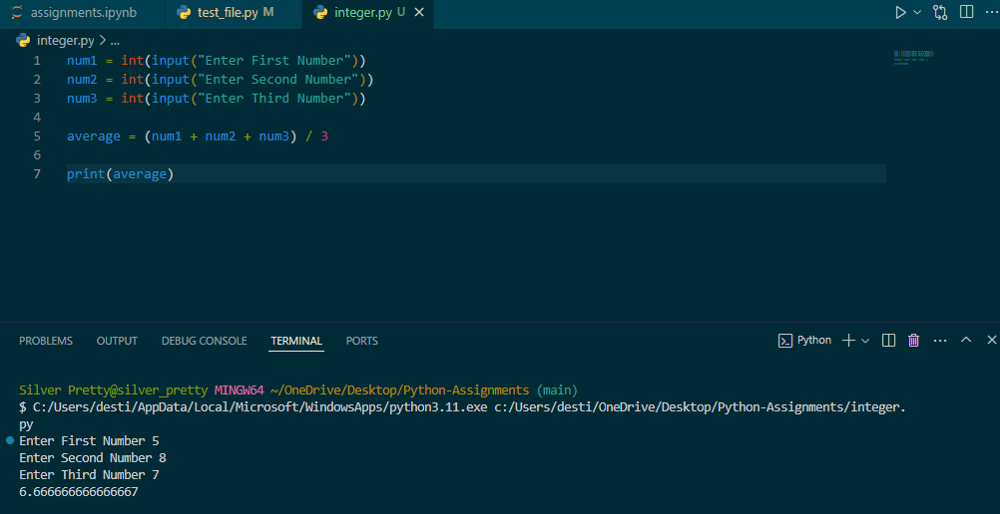 assignments.ipynb test_file.py M integer.py U
integer.py > ...
1 num1 = int(input("Enter First Number"))
2 num2 = int(input("Enter Second Number"))
3 num3 = int(input("Enter Third Number"))
4
5 average = (num1 + num2 + num3) / 3
6
7 print(average)
PROBLEMS OUTPUT DEBUG CONSOLE TERMINAL PORTS Python
Silver Pretty@silver_pretty MINGW64 ~/OneDrive/Desktop/Python-Assignments (main)
$ C:/Users/desti/AppData/Local/Microsoft/WindowsApps/python3.11.exe c:/Users/desti/OneDrive/Desktop/Python-Assignments/integer.
py
Enter First Number 5
Enter Second Number 8
Enter Third Number 7
6.666666666666667